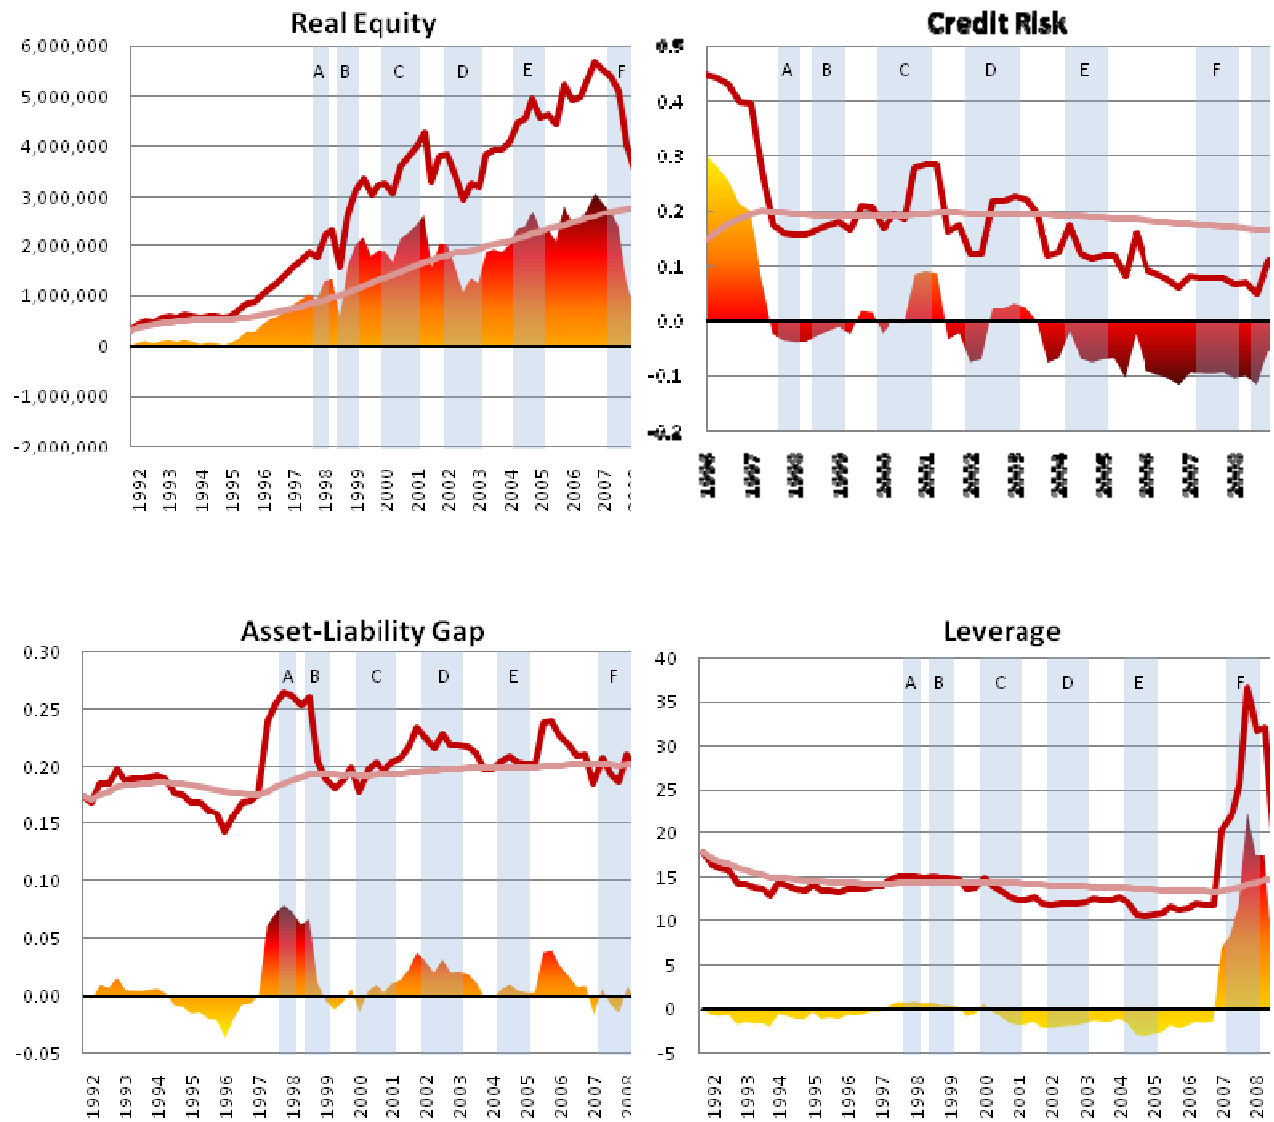 Real Equity
6,000,000
5,000,000
4,000,000
3,000,000
2,000,000
1,000,000
0
-1,000,000
-2,000,000
A B C D E F
1992 1993 1994 1995 1996 1997 1998 1999 2000 2001 2002 2003 2004 2005 2006 2007
Credit Risk
0.5
0.4
0.3
0.2
0.1
0.0
-0.1
-0.2
A B C D E F
1996 1997 1998 1999 2000 2001 2002 2003 2004 2005 2006 2007 2008
Asset-Liability Gap
0.30
0.25
0.20
0.15
0.10
0.05
0.00
-0.05
A B C D E F
1992 1993 1994 1995 1996 1997 1998 1999 2000 2001 2002 2003 2004 2005 2006 2007 2008
Leverage
40
35
30
25
20
15
10
5
0
-5
A B C D E F
1992 1993 1994 1995 1996 1997 1998 1999 2000 2001 2002 2003 2004 2005 2006 2007 2008